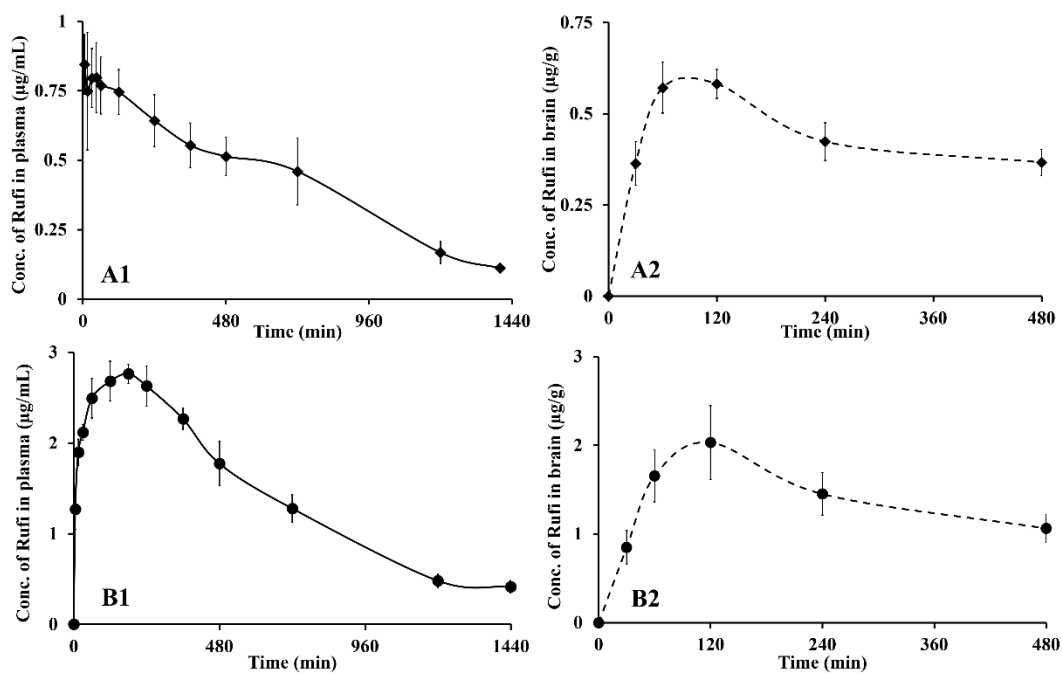 Conc. of Rufi in plasma (µg/mL)
1
0.75
0.5
0.25
0
A1
0 480 960 1440
Time (min)
Conc. of Rufi in brain (µg/g)
0.75
0.5
0.25
0
A2
0 120 240 360 480
Time (min)
Conc. of Rufi in plasma (µg/mL)
3
2
1
0
B1
0 480 960 1440
Time (min)
Conc. of Rufi in brain (µg/g)
3
2
1
0
B2
0 120 240 360 480
Time (min)